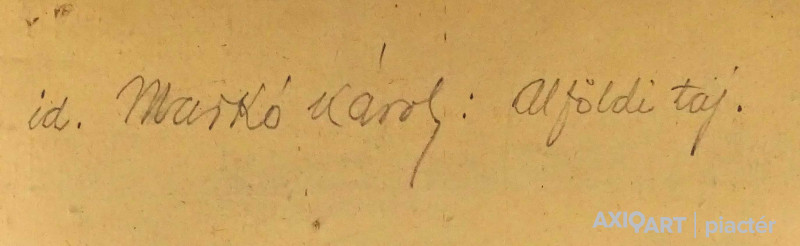 id. Markó Károly: Alföldi táj.
AXIOART | piactér